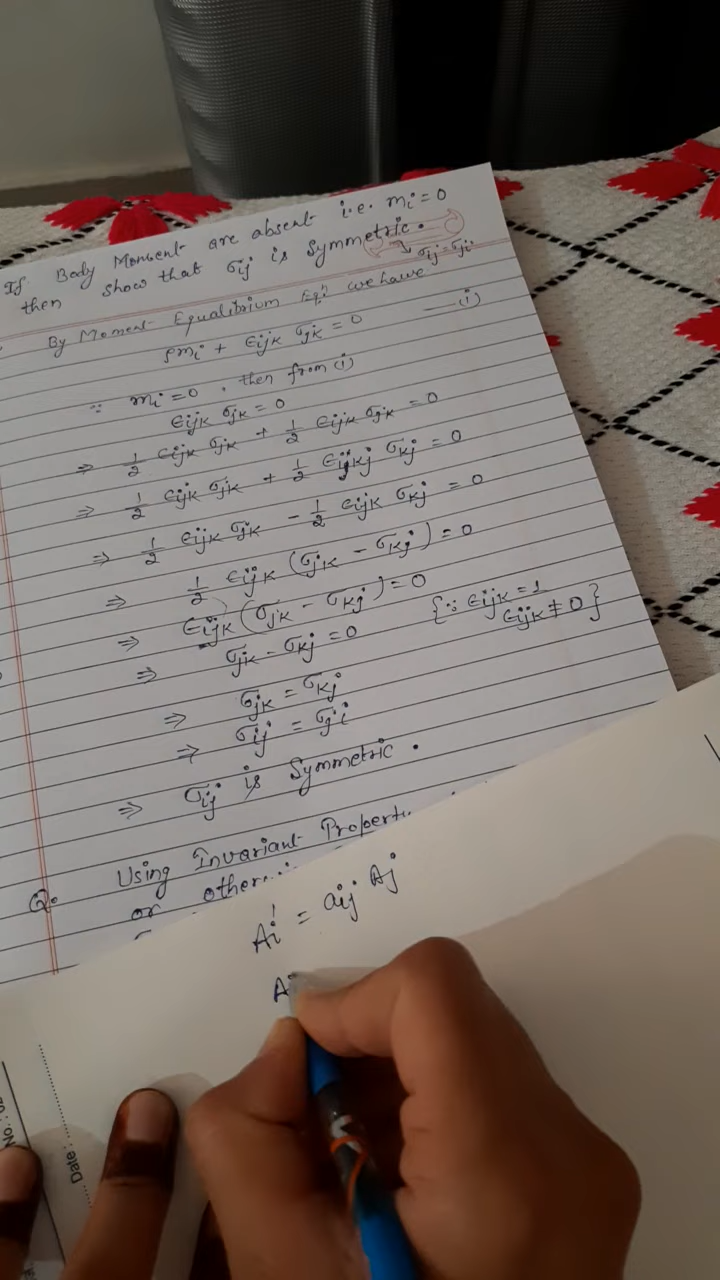 If Body Moment are absent i.e. mi = 0
then show that σij is Symmetric.
↘ σij = σji
By Moment Equalibrium Eqn we have
ρmi + ϵijk σjk = 0 —(i)
∵ mi = 0, then from (i)
ϵijk σjk = 0
⇒ 1/2 ϵijk σjk + 1/2 ϵijk σjk = 0
⇒ 1/2 ϵijk σjk + 1/2 ϵikj σkj = 0
⇒ 1/2 ϵijk σjk - 1/2 ϵijk σkj = 0
⇒ 1/2 ϵijk (σjk - σkj) = 0
⇒ ϵijk (σjk - σkj) = 0 {∵ ϵijk = 1
ϵijk ≠ 0}
⇒ σjk - σkj = 0
⇒ σjk = σkj
⇒ σij = σji
⇒ σij is Symmetric.
Q. Using Invariant Property
or
Ai' = aij Aj
A
No.:
Date: